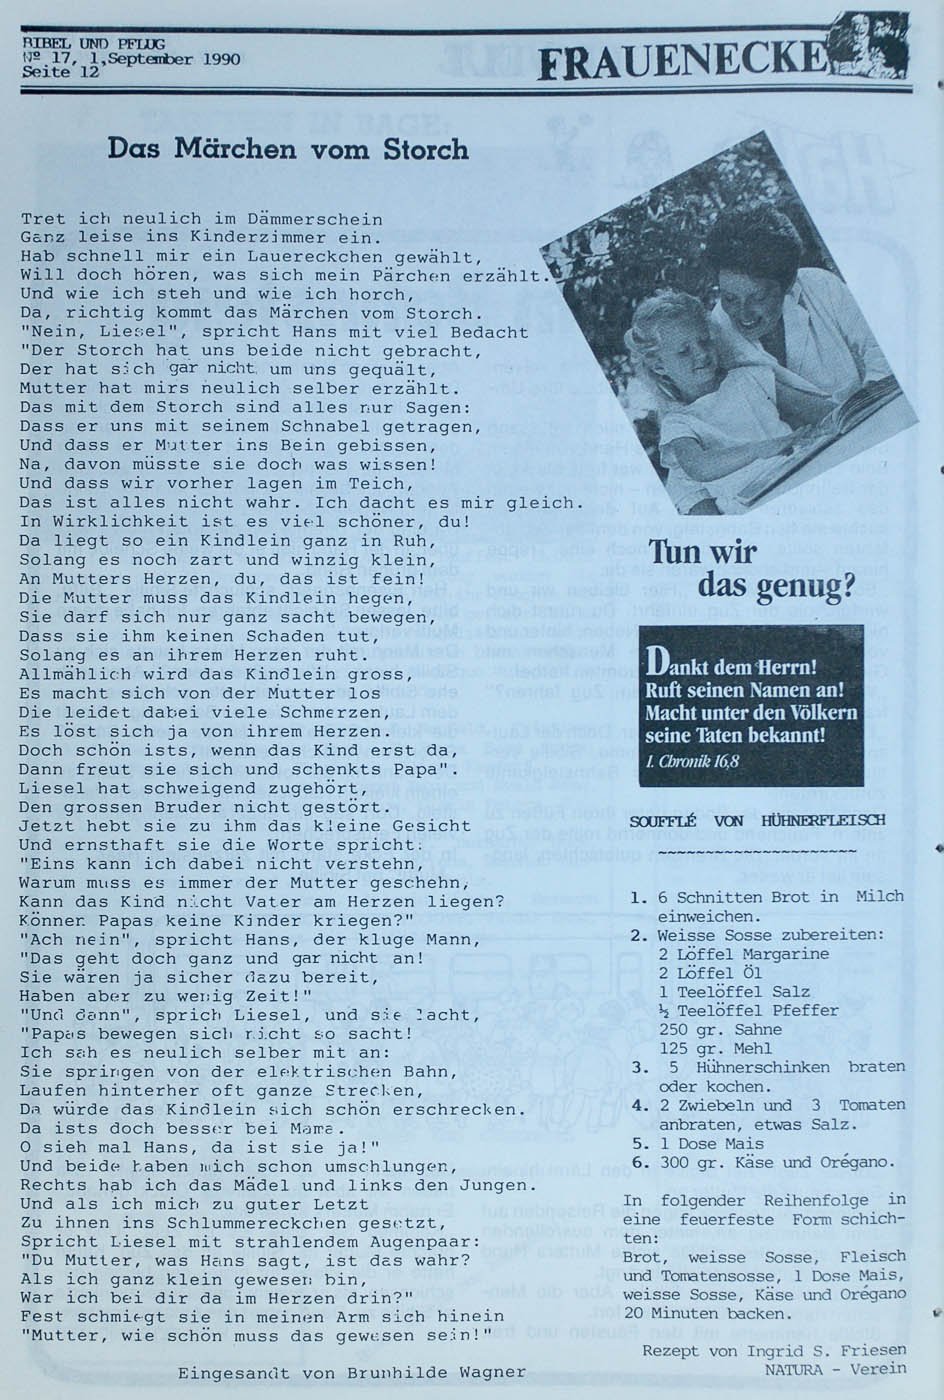 BIBEL UND PFLUG
Nº 17, 1,September 1990
Seite 12
FRAUENECKE
Das Märchen vom Storch
Tret ich neulich im Dämmerschein
Ganz leise ins Kinderzimmer ein.
Hab schnell mir ein Lauereckchen gewählt,
Will doch hören, was sich mein Pärchen erzählt.
Und wie ich steh und wie ich horch,
Da, richtig kommt das Märchen vom Storch.
"Nein, Liesel", spricht Hans mit viel Bedacht
"Der Storch hat uns beide nicht gebracht,
Der hat sich gar nicht um uns gequält,
Mutter hat mirs neulich selber erzählt.
Das mit dem Storch sind alles nur Sagen:
Dass er uns mit seinem Schnabel getragen,
Und dass er Mutter ins Bein gebissen,
Na, davon müsste sie doch was wissen!
Und dass wir vorher lagen im Teich,
Das ist alles nicht wahr. Ich dacht es mir gleich.
In Wirklichkeit ist es viel schöner, du!
Da liegt so ein Kindlein ganz in Ruh,
Solang es noch zart und winzig klein,
An Mutters Herzen, du, das ist fein!
Die Mutter muss das Kindlein hegen,
Sie darf sich nur ganz sacht bewegen,
Dass sie ihm keinen Schaden tut,
Solang es an ihrem Herzen ruht.
Allmählich wird das Kindlein gross,
Es macht sich von der Mutter los
Die leidet dabei viele Schmerzen,
Es löst sich ja von ihrem Herzen.
Doch schön ists, wenn das Kind erst da,
Dann freut sie sich und schenkts Papa".
Liesel hat schweigend zugehört,
Den grossen Bruder nicht gestört.
Jetzt hebt sie zu ihm das kleine Gesicht
Und ernsthaft sie die Worte spricht:
"Eins kann ich dabei nicht verstehn,
Warum muss es immer der Mutter geschehn,
Kann das Kind nicht Vater am Herzen liegen?
Können Papas keine Kinder kriegen?"
"Ach nein", spricht Hans, der kluge Mann,
"Das geht doch ganz und gar nicht an!
Sie wären ja sicher dazu bereit,
Haben aber zu wenig Zeit!"
"Und dann", sprich Liesel, und sie lacht,
"Papas bewegen sich nicht so sacht!
Ich sah es neulich selber mit an:
Sie springen von der elektrischen Bahn,
Laufen hinterher oft ganze Strecken,
Da würde das Kindlein sich schön erschrecken.
Da ists doch besser bei Mama.
O sieh mal Hans, da ist sie ja!"
Und beide haben mich schon umschlungen,
Rechts hab ich das Mädel und links den Jungen.
Und als ich mich zu guter Letzt,
Zu ihnen ins Schlummereckchen gesetzt,
Spricht Liesel mit strahlendem Augenpaar:
"Du Mutter, was Hans sagt, ist das wahr?
Als ich ganz klein gewesen bin,
War ich bei dir da im Herzen drin?"
Fest schmiegt sie in meinen Arm sich hinein
"Mutter, wie schön muss das gewesen sein!"
Eingesandt von Brunhilde Wagner
Tun wir
das genug?
Dankt dem Herrn!
Ruft seinen Namen an!
Macht unter den Völkern
seine Taten bekannt!
1. Chronik 16,8
SOUFFLÉ VON HÜHNERFLEISCH
~~~~~~~~~~~~~~~~~~~~~
1. 6 Schnitten Brot in Milch
einweichen.
2. Weisse Sosse zubereiten:
2 Löffel Margarine
2 Löffel Öl
1 Teelöffel Salz
½ Teelöffel Pfeffer
250 gr. Sahne
125 gr. Mehl
3. 5 Hühnerschinken braten
oder kochen.
4. 2 Zwiebeln und 3 Tomaten
anbraten, etwas Salz.
5. 1 Dose Mais
6. 300 gr. Käse und Orégano.
In folgender Reihenfolge in
eine feuerfeste Form schich-
ten:
Brot, weisse Sosse, Fleisch
und Tomatensosse, 1 Dose Mais,
weisse Sosse, Käse und Orégano
20 Minuten backen.
Rezept von Ingrid S. Friesen
NATURA - Verein